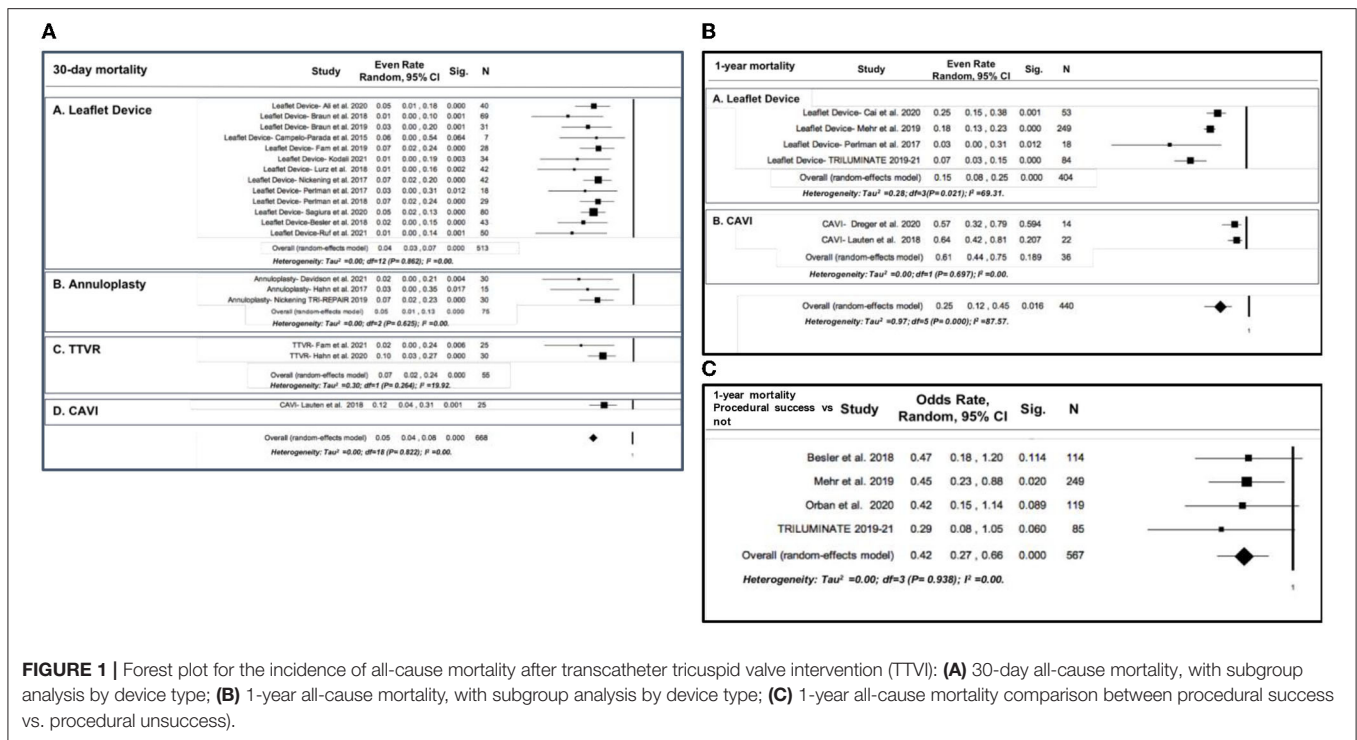 A
30-day mortality Study Even Rate Random, 95% CI Sig. N
A. Leaflet Device
Leaflet Device- Ali et al. 2020 0.05 0.01 , 0.18 0.000 40
Leaflet Device- Braun et al. 2018 0.01 0.00 , 0.10 0.001 69
Leaflet Device- Braun et al. 2019 0.03 0.00 , 0.20 0.001 31
Leaflet Device- Campelo-Parada et al. 2015 0.06 0.00 , 0.54 0.064 7
Leaflet Device- Fam et al. 2019 0.07 0.02 , 0.24 0.000 28
Leaflet Device- Kodali 2021 0.01 0.00 , 0.19 0.003 34
Leaflet Device- Lurz et al. 2018 0.01 0.00 , 0.16 0.002 42
Leaflet Device- Nickening et al. 2017 0.07 0.02 , 0.20 0.000 42
Leaflet Device- Perlman et al. 2017 0.03 0.00 , 0.31 0.012 18
Leaflet Device- Perlman et al. 2018 0.07 0.02 , 0.24 0.000 29
Leaflet Device- Sagiura et al. 2020 0.05 0.02 , 0.13 0.000 80
Leaflet Device-Besler et al. 2018 0.02 0.00 , 0.15 0.000 43
Leaflet Device-Ruf et al. 2021 0.01 0.00 , 0.14 0.001 50
Overall (random-effects model) 0.04 0.03 , 0.07 0.000 513
Heterogeneity: Tau² =0.00; df=12 (P= 0.862); I² =0.00.
B. Annuloplasty
Annuloplasty- Davidson et al. 2021 0.02 0.00 , 0.21 0.004 30
Annuloplasty- Hahn et al. 2017 0.03 0.00 , 0.35 0.017 15
Annuloplasty- Nickening TRI-REPAIR 2019 0.07 0.02 , 0.23 0.000 30
Overall (random-effects model) 0.05 0.01 , 0.13 0.000 75
Heterogeneity: Tau² =0.00; df=2 (P= 0.625); I² =0.00.
C. TTVR
TTVR- Fam et al. 2021 0.02 0.00 , 0.24 0.006 25
TTVR- Hahn et al. 2020 0.10 0.03 , 0.27 0.000 30
Overall (random-effects model) 0.07 0.02 , 0.24 0.000 55
Heterogeneity: Tau² =0.30; df=1 (P= 0.264); I² =19.92.
D. CAVI
CAVI- Lauten et al. 2018 0.12 0.04 , 0.31 0.001 25
Overall (random-effects model) 0.05 0.04 , 0.08 0.000 668
Heterogeneity: Tau² =0.00; df=18 (P= 0.822); I² =0.00.
1
B
1-year mortality Study Even Rate Random, 95% CI Sig. N
A. Leaflet Device
Leaflet Device- Cai et al. 2020 0.25 0.15 , 0.38 0.001 53
Leaflet Device- Mehr et al. 2019 0.18 0.13 , 0.23 0.000 249
Leaflet Device- Perlman et al. 2017 0.03 0.00 , 0.31 0.012 18
Leaflet Device- TRILUMINATE 2019-21 0.07 0.03 , 0.15 0.000 84
Overall (random-effects model) 0.15 0.08 , 0.25 0.000 404
Heterogeneity: Tau² =0.28; df=3(P=0.021); I² =69.31.
B. CAVI
CAVI- Dreger et al. 2020 0.57 0.32 , 0.79 0.594 14
CAVI- Lauten et al. 2018 0.64 0.42 , 0.81 0.207 22
Overall (random-effects model) 0.61 0.44 , 0.75 0.189 36
Heterogeneity: Tau² =0.00; df=1 (P= 0.697); I² =0.00.
Overall (random-effects model) 0.25 0.12 , 0.45 0.016 440
Heterogeneity: Tau² =0.97; df=5 (P= 0.000); I² =87.57.
1
C
1-year mortality
Procedural success vs not Study Odds Rate, Random, 95% CI Sig. N
Besler et al. 2018 0.47 0.18 , 1.20 0.114 114
Mehr et al. 2019 0.45 0.23 , 0.88 0.020 249
Orban et al. 2020 0.42 0.15 , 1.14 0.089 119
TRILUMINATE 2019-21 0.29 0.08 , 1.05 0.060 85
Overall (random-effects model) 0.42 0.27 , 0.66 0.000 567
Heterogeneity: Tau² =0.00; df=3 (P= 0.938); I² =0.00.
1
FIGURE 1 | Forest plot for the incidence of all-cause mortality after transcatheter tricuspid valve intervention (TTVI): (A) 30-day all-cause mortality, with subgroup
analysis by device type; (B) 1-year all-cause mortality, with subgroup analysis by device type; (C) 1-year all-cause mortality comparison between procedural success
vs. procedural unsuccess).